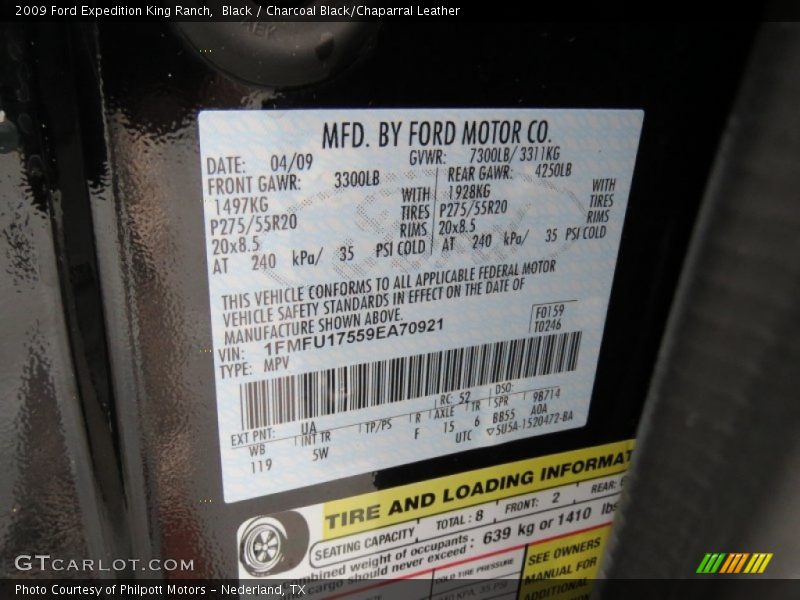 2009 Ford Expedition King Ranch, Black / Charcoal Black/Chaparral Leather
MFD. BY FORD MOTOR CO.
DATE: 04/09 GVWR: 7300LB/ 3311KG
FRONT GAWR: 3300LB REAR GAWR: 4250LB
1497KG WITH 1928KG WITH
P275/55R20 TIRES P275/55R20 TIRES
20x8.5 RIMS 20x8.5 RIMS
AT 240 kPa/ 35 PSI COLD AT 240 kPa/ 35 PSI COLD
THIS VEHICLE CONFORMS TO ALL APPLICABLE FEDERAL MOTOR
VEHICLE SAFETY STANDARDS IN EFFECT ON THE DATE OF
MANUFACTURE SHOWN ABOVE.
F0159
T0246
VIN: 1FMFU17559EA70921
TYPE: MPV
EXT PNT: UA RC: 52 DSO:
WB INT TR TP/PS R AXLE TR SPR 98714
119 5W F 15 6 BB55 A0A
UTC ▽5U5A-1520472-BA
TIRE AND LOADING INFORMAT
SEATING CAPACITY TOTAL: 8 FRONT: 2 REAR:
mbined weight of occupants
cargo should never exceed : 639 kg or 1410 lbs
COLD TIRE PRESSURE
SEE OWNERS
MANUAL FOR
ADDITIONAL
GTCARLOT.COM
Photo Courtesy of Philpott Motors - Nederland, TX